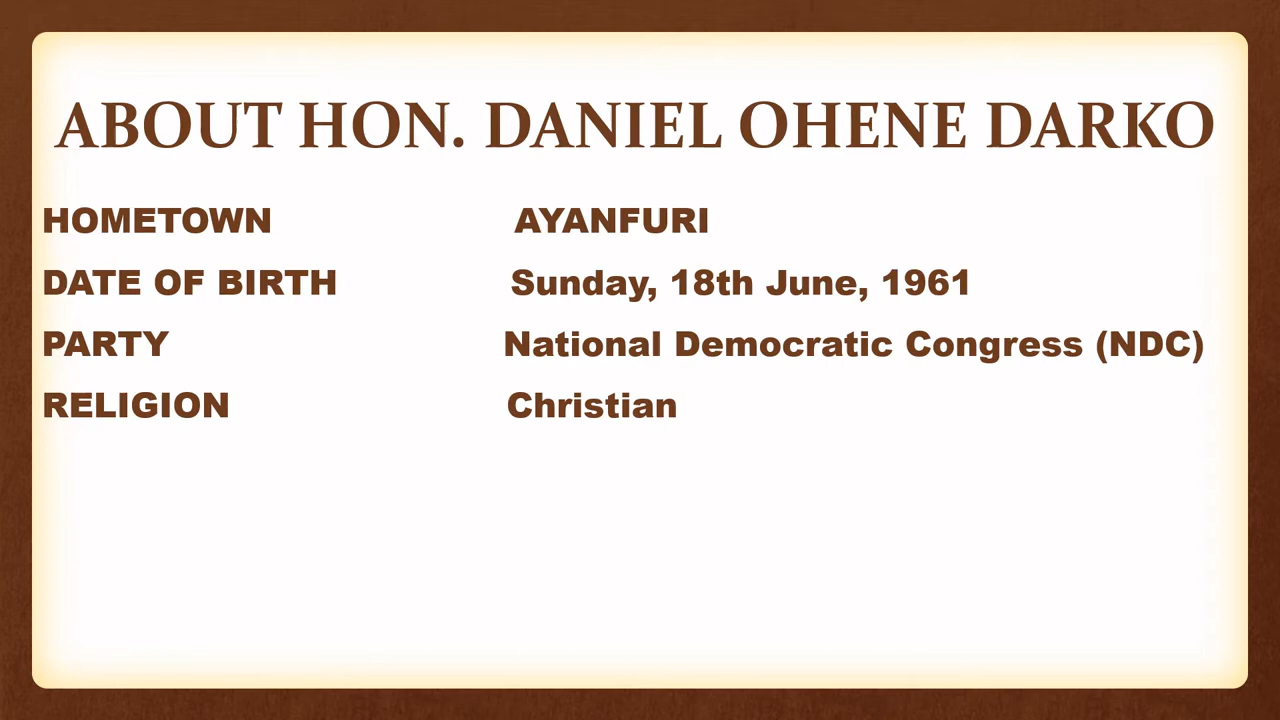 ABOUT HON. DANIEL OHENE DARKO
HOMETOWN AYANFURI
DATE OF BIRTH Sunday, 18th June, 1961
PARTY National Democratic Congress (NDC)
RELIGION Christian